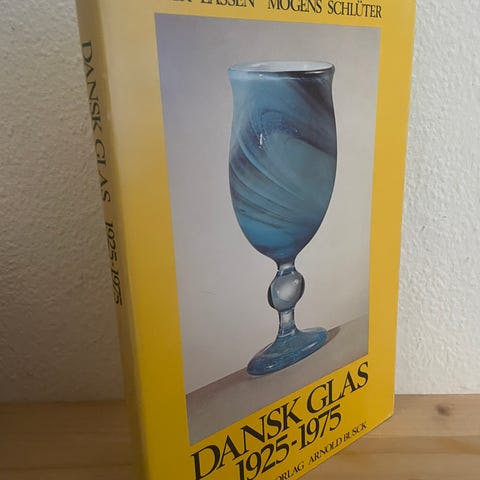 LASSEN MOGENS SCHLÜTER
DANSK GLAS 1925-1975
DANSK GLAS
1925-1975
ARNOLD BUSCK